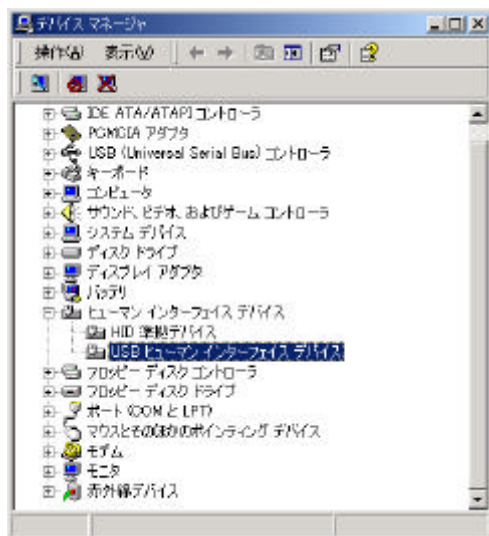 デバイス マネージャ
操作(A) 表示(V)
IDE ATA/ATAPI コントローラ
PCMCIA アダプタ
USB (Universal Serial Bus) コントローラ
キーボード
コンピュータ
サウンド、ビデオ、およびゲーム コントローラ
システム デバイス
ディスク ドライブ
ディスプレイ アダプタ
バッテリ
ヒューマン インターフェイス デバイス
HID 準拠デバイス
USB ヒューマン インターフェイス デバイス
フロッピー ディスク コントローラ
フロッピー ディスク ドライブ
ポート (COM と LPT)
マウスとそのほかのポインティング デバイス
モデム
モニタ
赤外線デバイス